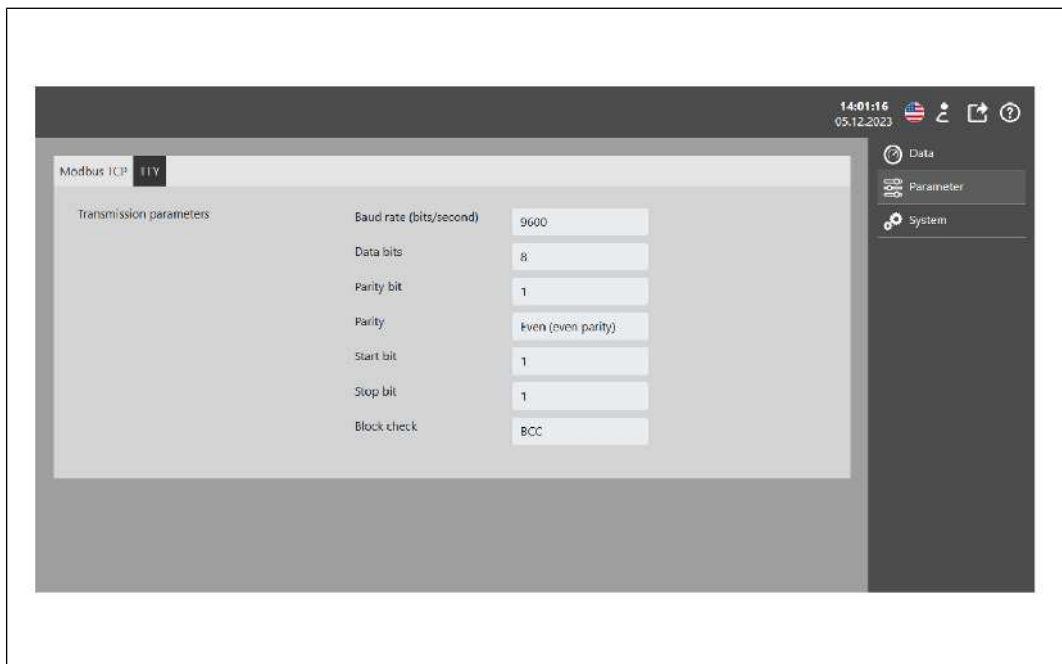 14:01:16
05.12.2023
Modbus TCP TTY
Transmission parameters
Baud rate (bits/second) 9600
Data bits 8
Parity bit 1
Parity Even (even parity)
Start bit 1
Stop bit 1
Block check BCC
Data
Parameter
System